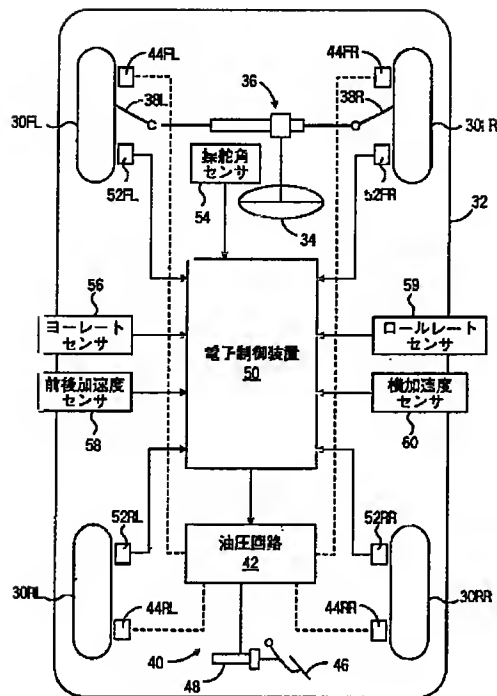 44FL
44FR
36
38L
38R
30FL
操舵角
センサ
52FL
54
34
52FR
32
56
59
ヨーレート
センサ
ロールレート
センサ
電子制御装置
50
前後加速度
センサ
横加速度
センサ
58
60
52RL
52RR
油圧回路
42
30RL
30RR
44RL
44RR
40
48
46